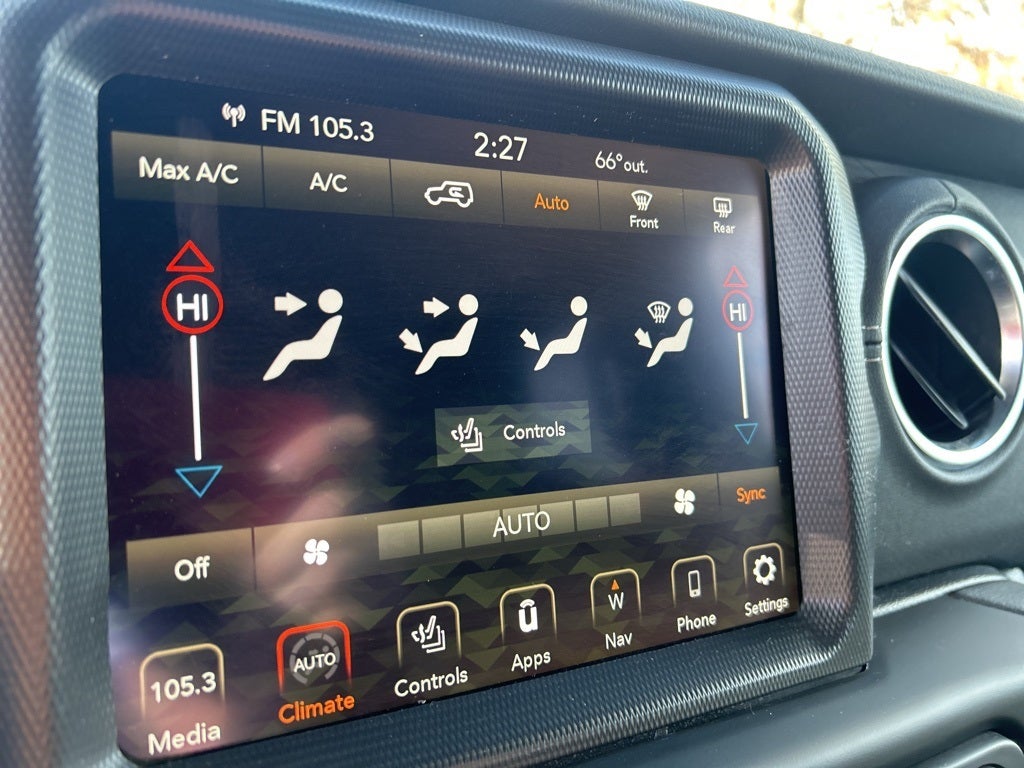 FM 105.3
2:27
66° out.
Max A/C
A/C
Auto
Front
Rear
HI
HI
Controls
Off
AUTO
Sync
105.3
Media
AUTO
Climate
Controls
Apps
W
Nav
Phone
Settings